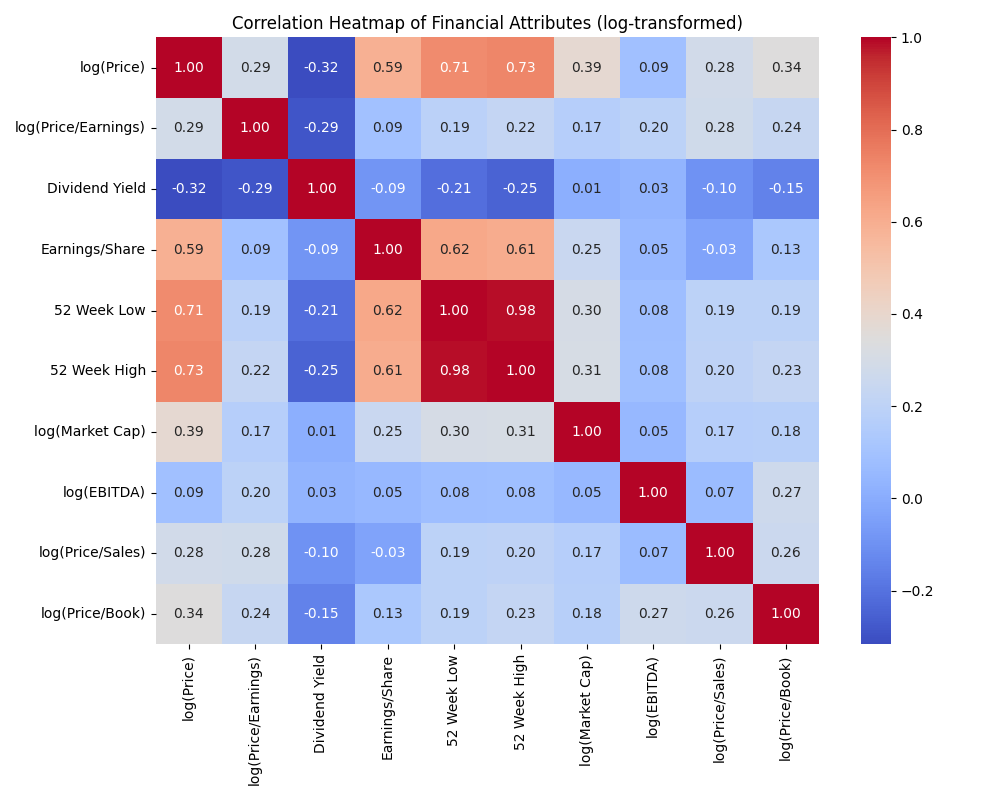 Correlation Heatmap of Financial Attributes (log-transformed)
log(Price) 1.00 0.29 -0.32 0.59 0.71 0.73 0.39 0.09 0.28 0.34
log(Price/Earnings) 0.29 1.00 -0.29 0.09 0.19 0.22 0.17 0.20 0.28 0.24
Dividend Yield -0.32 -0.29 1.00 -0.09 -0.21 -0.25 0.01 0.03 -0.10 -0.15
Earnings/Share 0.59 0.09 -0.09 1.00 0.62 0.61 0.25 0.05 -0.03 0.13
52 Week Low 0.71 0.19 -0.21 0.62 1.00 0.98 0.30 0.08 0.19 0.19
52 Week High 0.73 0.22 -0.25 0.61 0.98 1.00 0.31 0.08 0.20 0.23
log(Market Cap) 0.39 0.17 0.01 0.25 0.30 0.31 1.00 0.05 0.17 0.18
log(EBITDA) 0.09 0.20 0.03 0.05 0.08 0.08 0.05 1.00 0.07 0.27
log(Price/Sales) 0.28 0.28 -0.10 -0.03 0.19 0.20 0.17 0.07 1.00 0.26
log(Price/Book) 0.34 0.24 -0.15 0.13 0.19 0.23 0.18 0.27 0.26 1.00
log(Price)
log(Price/Earnings)
Dividend Yield
Earnings/Share
52 Week Low
52 Week High
log(Market Cap)
log(EBITDA)
log(Price/Sales)
log(Price/Book)
1.0
0.8
0.6
0.4
0.2
0.0
−0.2